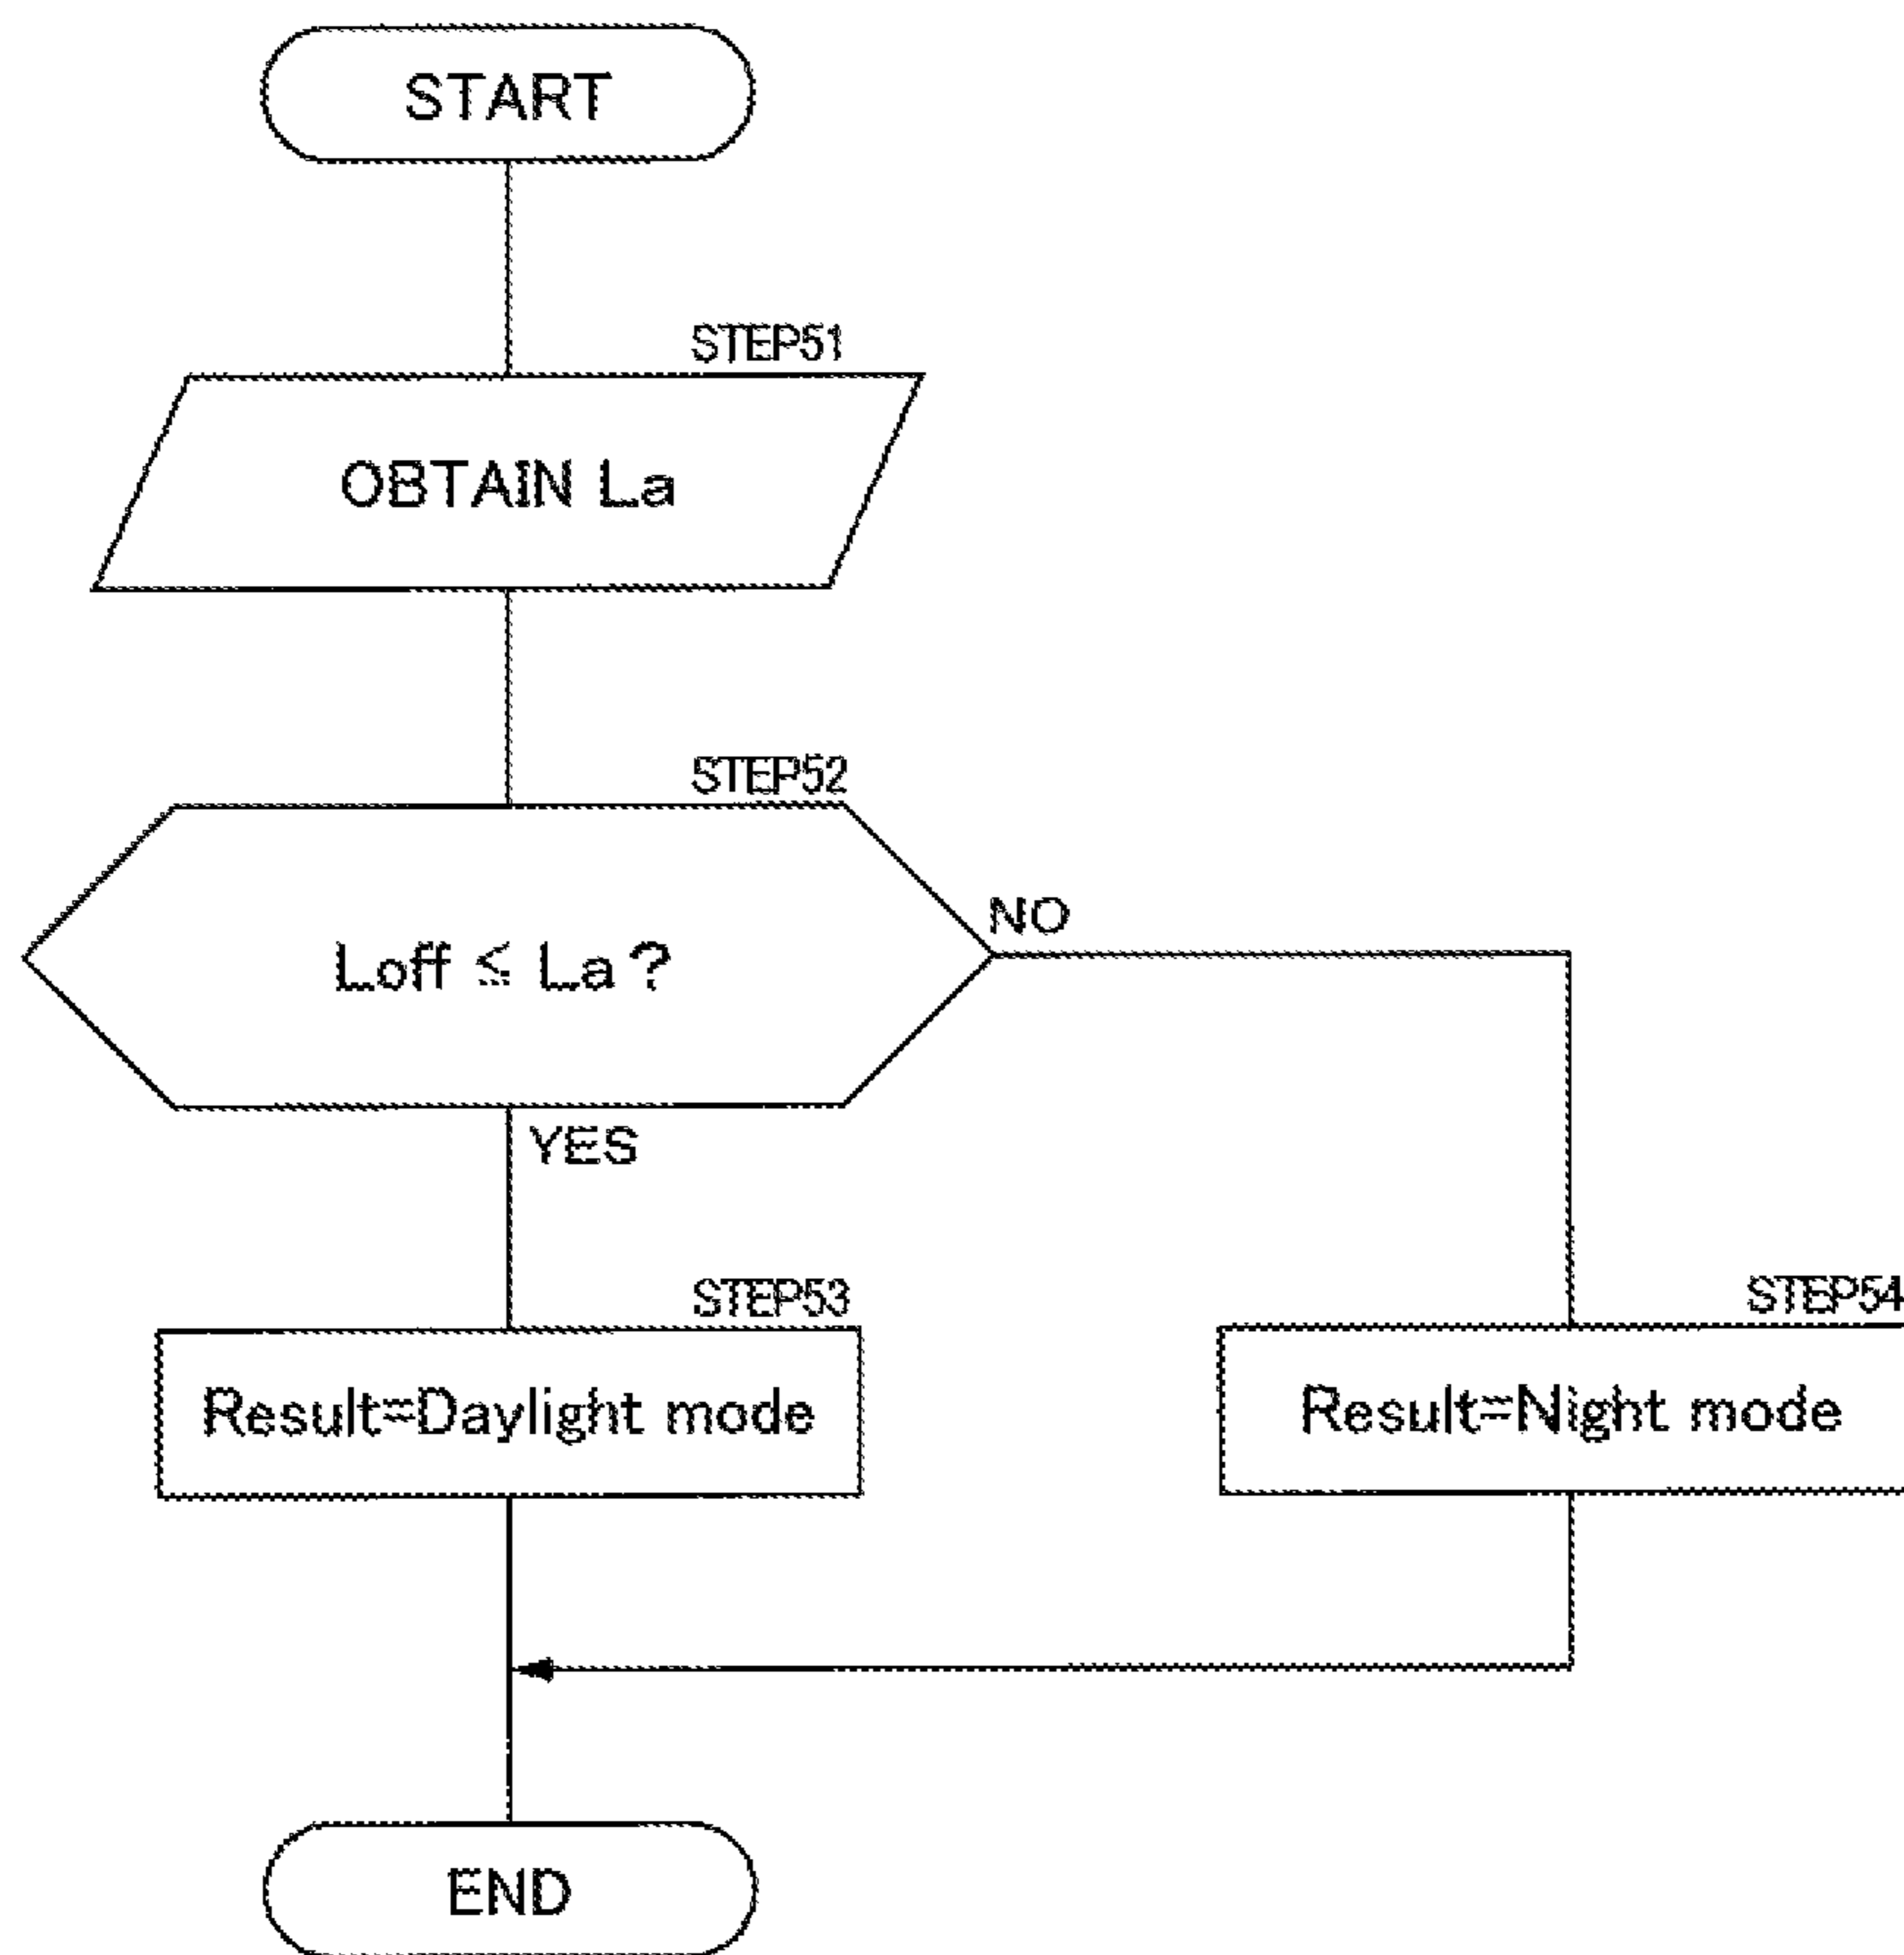 START
STEP51
OBTAIN La
STEP52
Loff ≤ La ?
NO
YES
STEP53
STEP54
Result=Daylight mode
Result=Night mode
END